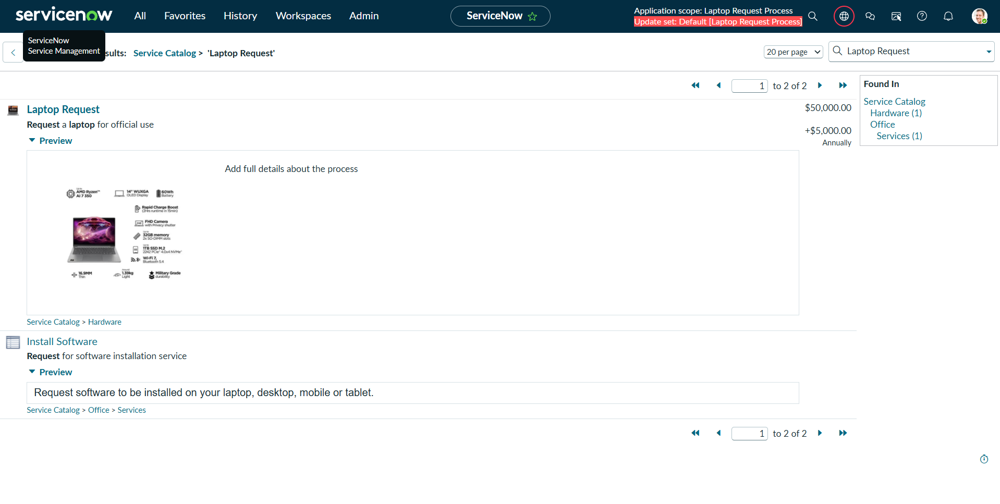 servicenow
All Favorites History Workspaces Admin
ServiceNow
Application scope: Laptop Request Process
Update set: Default [Laptop Request Process]
ServiceNow
Service Management
sults: Service Catalog > 'Laptop Request'
20 per page
Laptop Request
1 to 2 of 2
Found In
Service Catalog
Hardware (1)
Office
Services (1)
Laptop Request
$50,000.00
Request a laptop for official use
+$5,000.00
Annually
Preview
Add full details about the process
Up to
AMD Ryzen™
AI 7 350
14" WUXGA
OLED Display
60Wh
Battery
Rapid Charge Boost
(2Hrs runtime in 15min)
FHD Camera
with Privacy shutter
Up to
32GB memory
2x SO-DIMM slots
Up to
1TB SSD M.2
2242 PCIe® 4.0x4 NVMe®
Wi-Fi 7,
Bluetooth 5.4
16.9MM
Thin
Around
1.39kg
Light
Military Grade
durability
Service Catalog > Hardware
Install Software
Request for software installation service
Preview
Request software to be installed on your laptop, desktop, mobile or tablet.
Service Catalog > Office > Services
1 to 2 of 2